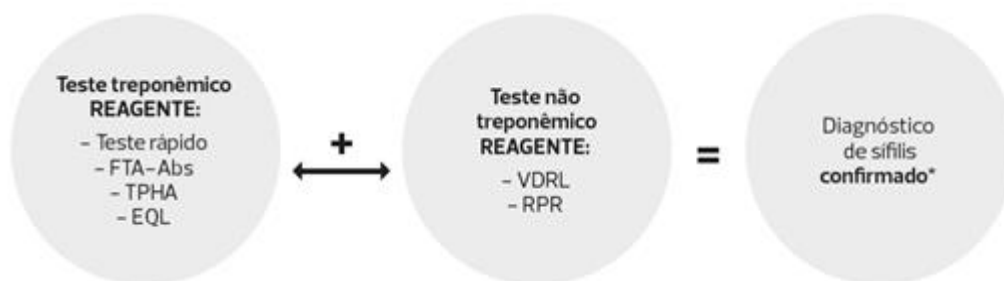 Teste treponêmico
REAGENTE:
– Teste rápido
– FTA-Abs
– TPHA
– EQL
+
Teste não
treponêmico
REAGENTE:
– VDRL
– RPR
=
Diagnóstico
de sífilis
confirmado*